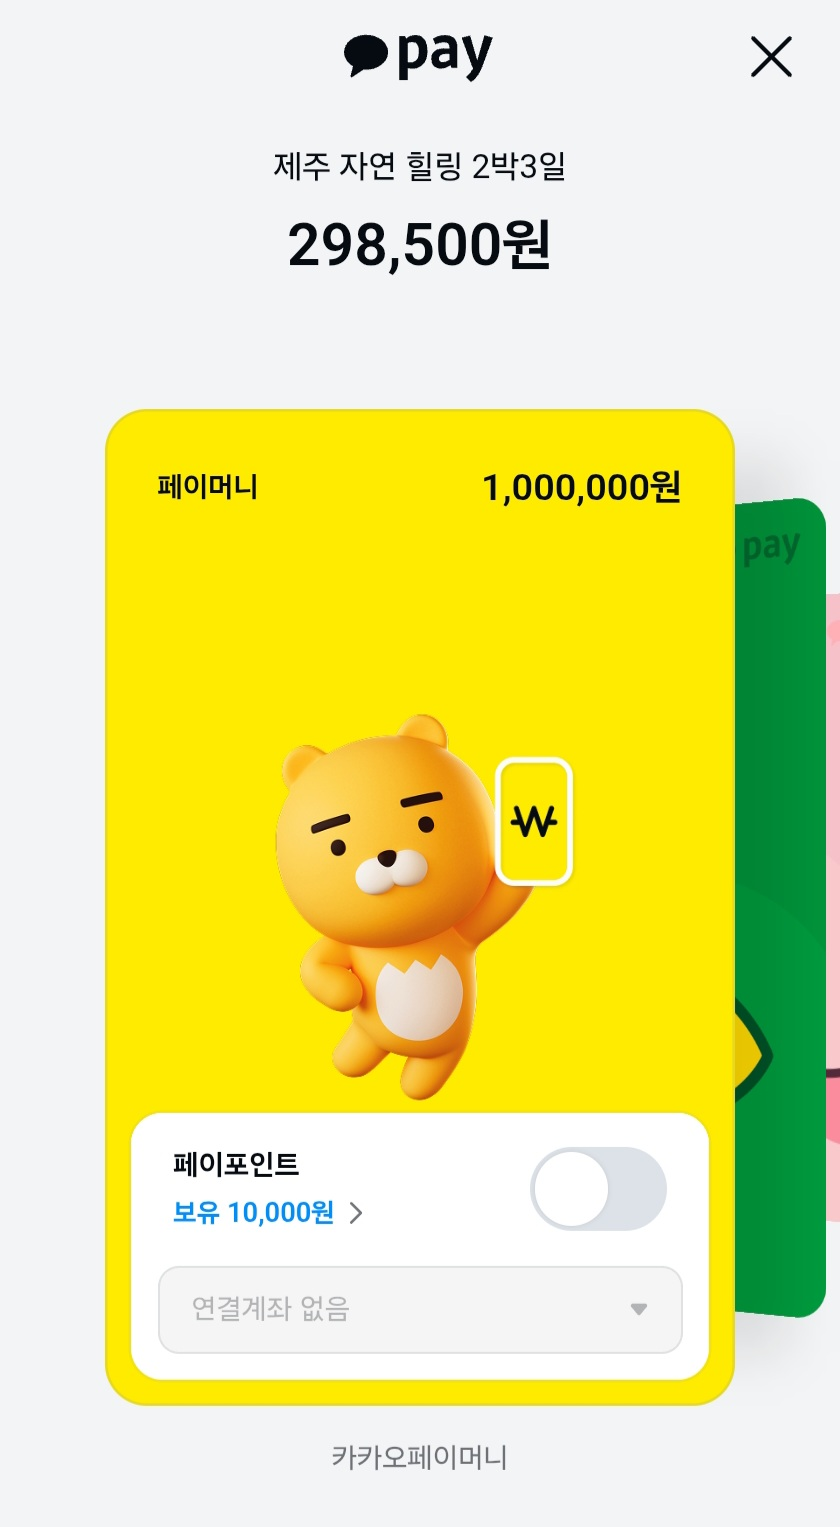 pay
제주 자연 힐링 2박3일
298,500원
페이머니 1,000,000원
pay
₩
페이포인트
보유 10,000원
연결계좌 없음
카카오페이머니